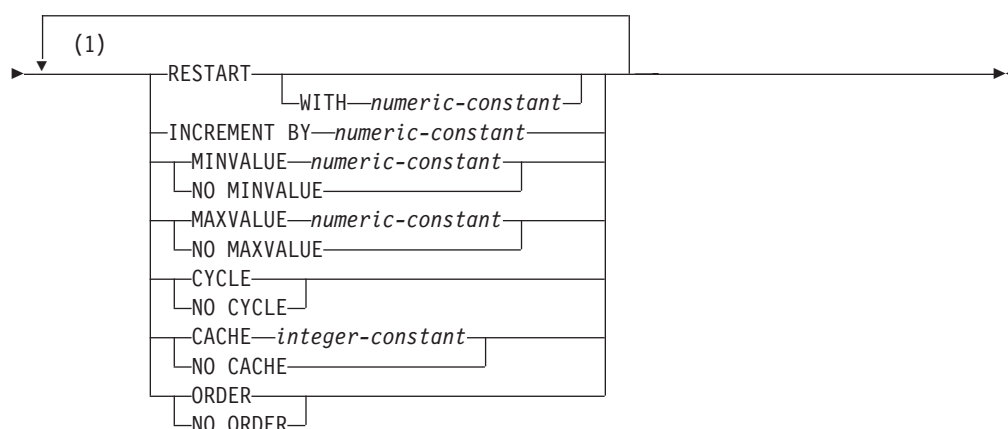 (1)
RESTART
WITH numeric-constant
INCREMENT BY numeric-constant
MINVALUE numeric-constant
NO MINVALUE
MAXVALUE numeric-constant
NO MAXVALUE
CYCLE
NO CYCLE
CACHE integer-constant
NO CACHE
ORDER
NO ORDER